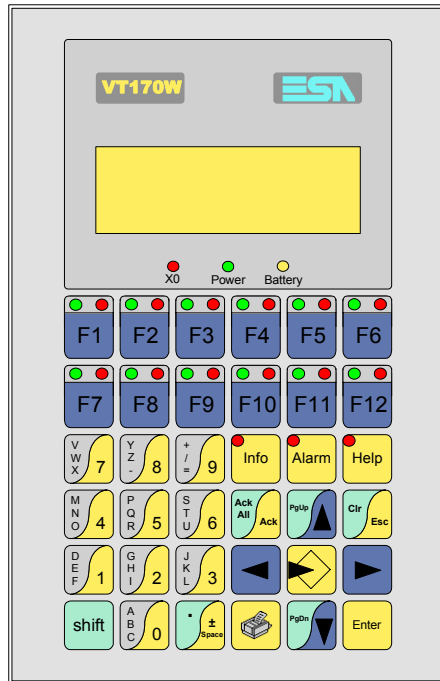 VT170W ESA
X0 Power Battery
F1 F2 F3 F4 F5 F6
F7 F8 F9 F10 F11 F12
V W X 7 Y Z - 8 + / = 9 Info Alarm Help
M N O 4 P Q R 5 S T U 6 Ack All Ack PgUp Clr Esc
D E F 1 G H I 2 J K L 3
shift A B C 0 . ± Space PgDn Enter